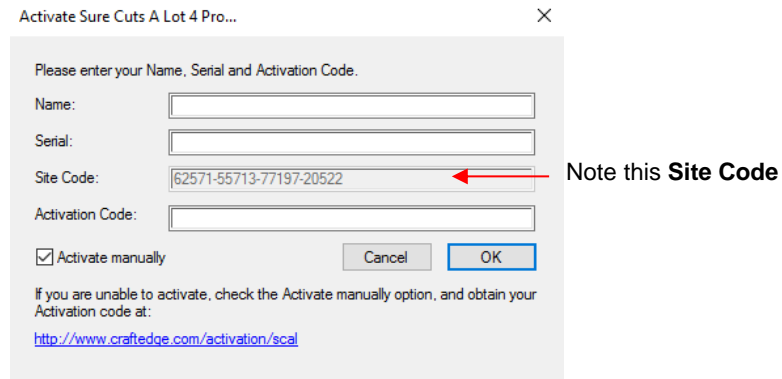 Activate Sure Cuts A Lot 4 Pro...
Please enter your Name, Serial and Activation Code.
Name:
Serial:
Site Code: 62571-55713-77197-20522
Note this Site Code
Activation Code:
Activate manually
Cancel
OK
If you are unable to activate, check the Activate manually option, and obtain your
Activation code at:
http://www.craftedge.com/activation/scal